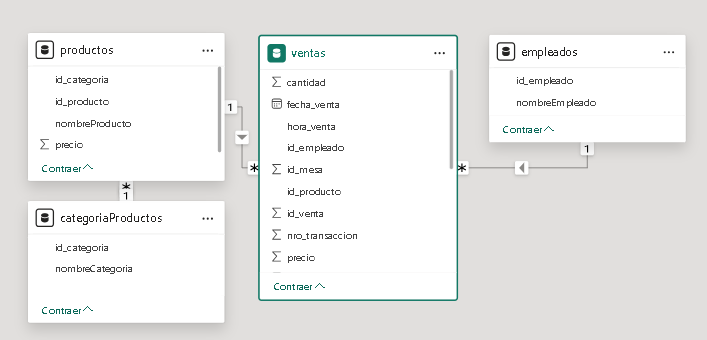 productos
id_categoria
id_producto
nombreProducto
precio
Contraer
categoriaProductos
id_categoria
nombreCategoria
Contraer
1
*
*
1
ventas
cantidad
fecha_venta
hora_venta
id_empleado
id_mesa
id_producto
id_venta
nro_transaccion
precio
Contraer
*
1
empleados
id_empleado
nombreEmpleado
Contraer